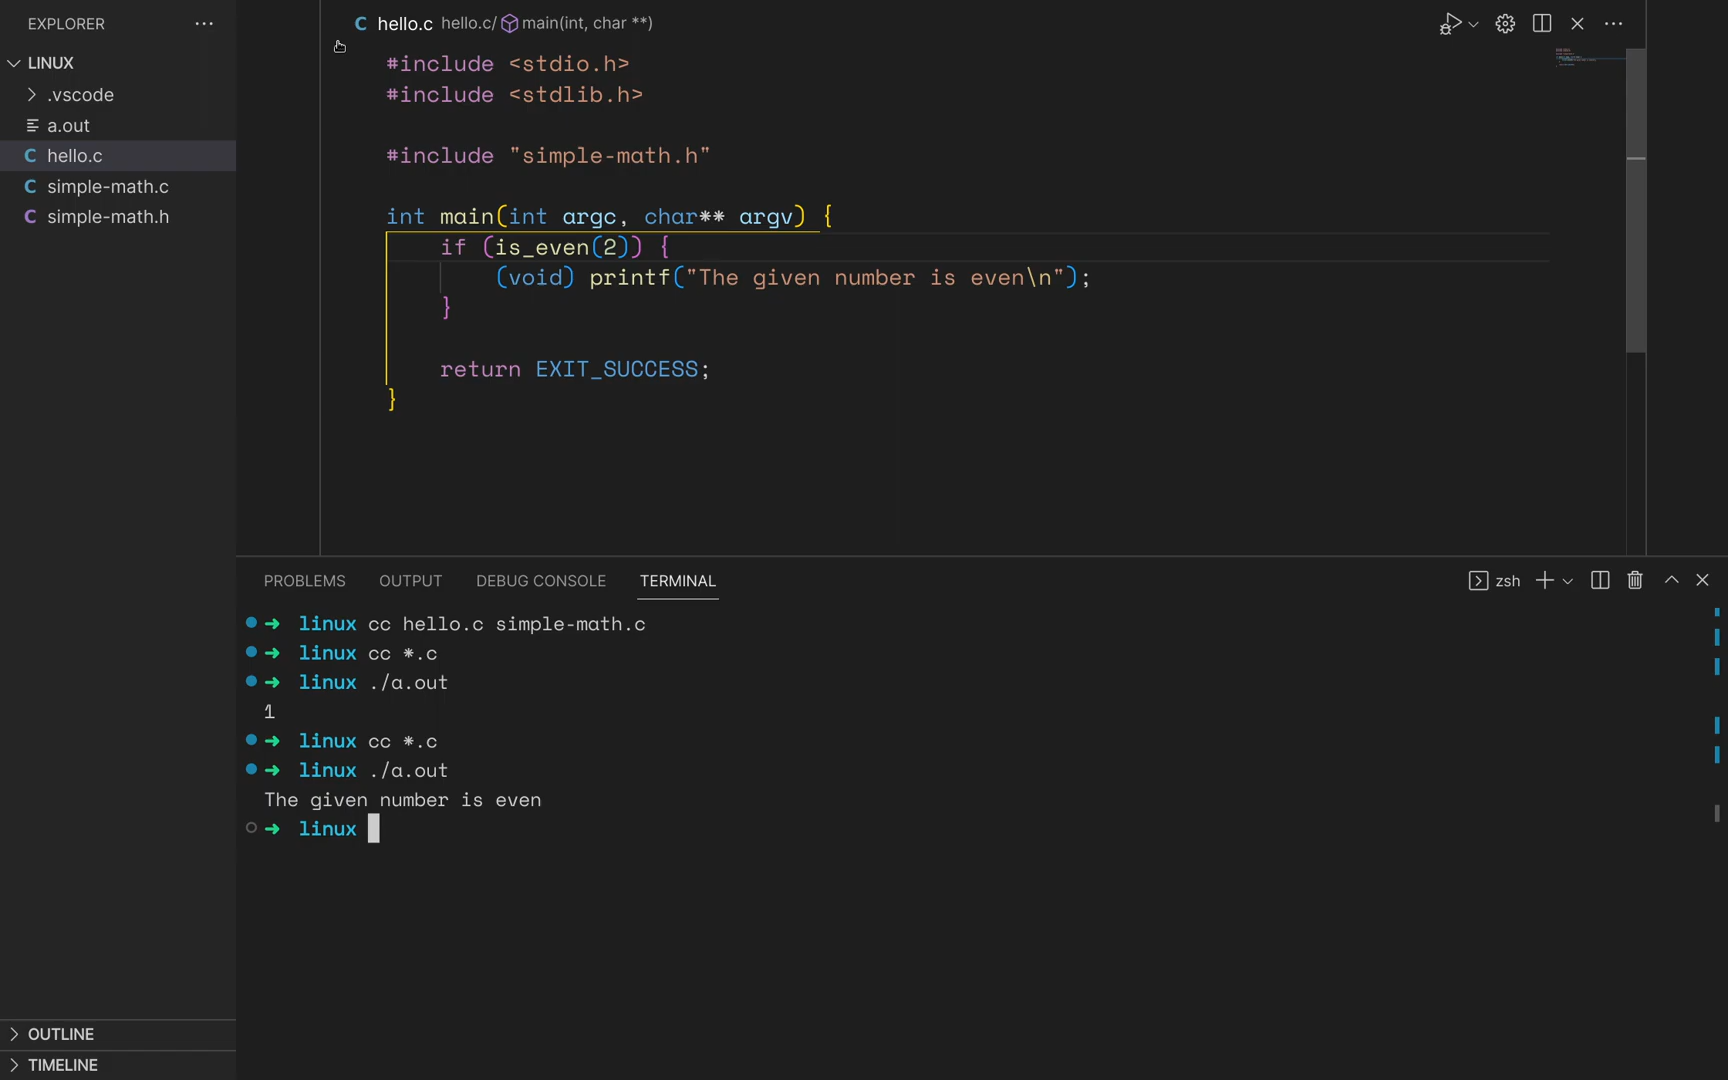 EXPLORER
LINUX
.vscode
a.out
hello.c
simple-math.c
simple-math.h
OUTLINE
TIMELINE
C hello.c hello.c/ main(int, char **)
#include <stdio.h>
#include <stdlib.h>
#include "simple-math.h"
int main(int argc, char** argv) {
if (is_even(2)) {
(void) printf("The given number is even\n");
}
return EXIT_SUCCESS;
}
PROBLEMS OUTPUT DEBUG CONSOLE TERMINAL zsh
→ linux cc hello.c simple-math.c
→ linux cc *.c
→ linux ./a.out
1
→ linux cc *.c
→ linux ./a.out
The given number is even
→ linux